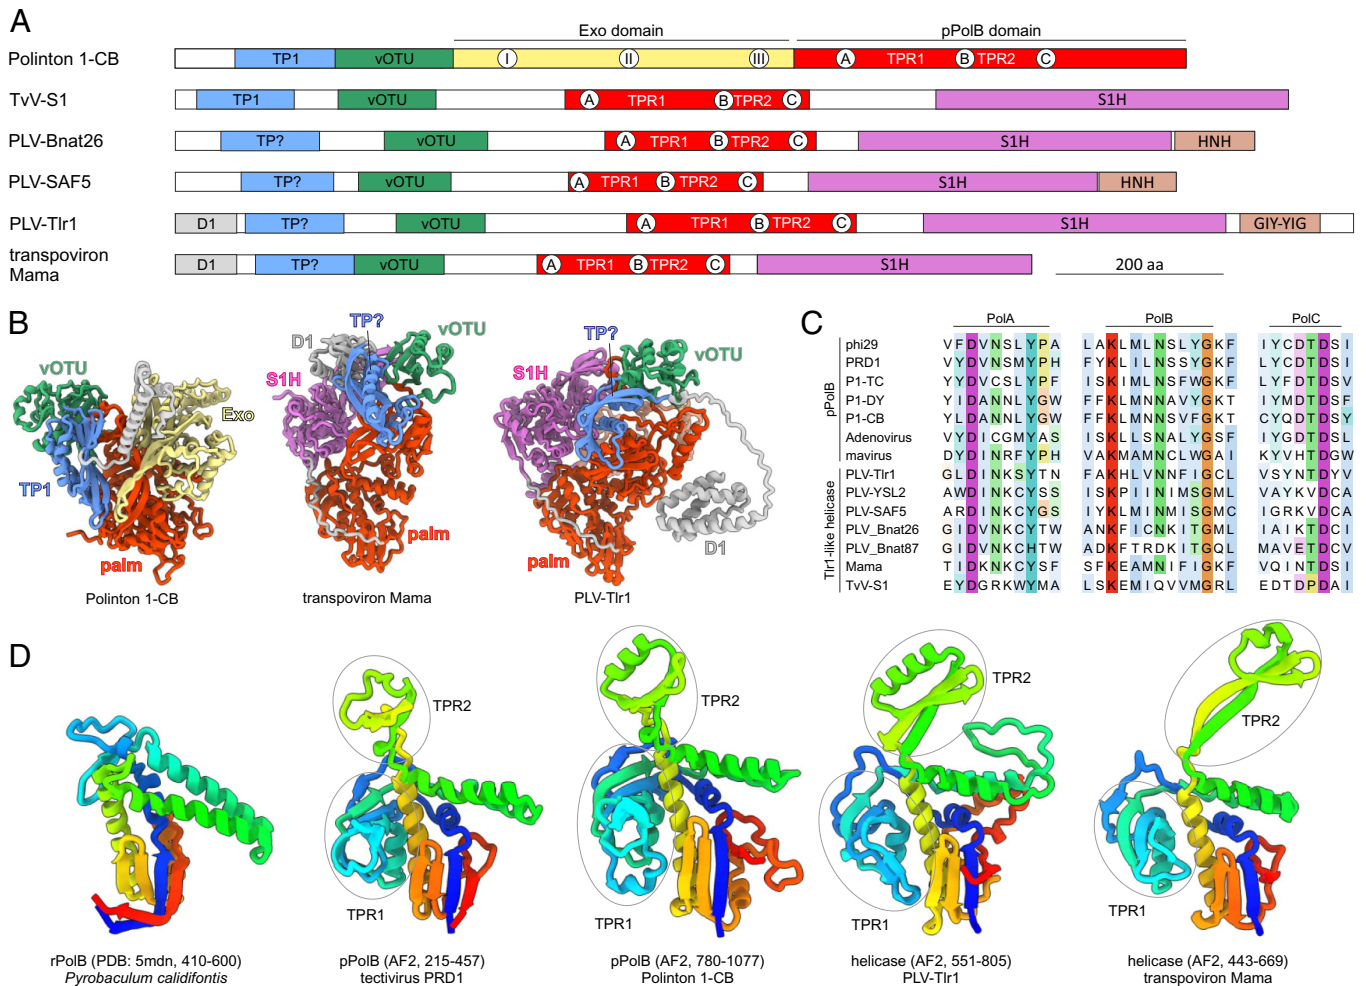 A
Exo domain
pPolB domain
Polinton 1-CB
TP1
vOTU
I
II
III
A
TPR1
B
TPR2
C
TvV-S1
TP1
vOTU
A
TPR1
B
TPR2
C
S1H
PLV-Bnat26
TP?
vOTU
A
TPR1
B
TPR2
C
S1H
HNH
PLV-SAF5
TP?
vOTU
A
TPR1
B
TPR2
C
S1H
HNH
PLV-Tlr1
D1
TP?
vOTU
A
TPR1
B
TPR2
C
S1H
GIY-YIG
transpoviron
Mama
D1
TP?
vOTU
A
TPR1
B
TPR2
C
S1H
200 aa
B
vOTU
Exo
TP1
palm
Polinton 1-CB
TP?
D1
vOTU
S1H
palm
transpoviron Mama
TP?
vOTU
S1H
D1
palm
PLV-Tlr1
C
PolA
PolB
PolC
pPolB
Tlr1-like helicase
phi29 VFDVNSLYPA LAKLMLNSLYGKF IYCDTDSI
PRD1 VYDVNSMYPH FYKLILNSSYGKF LYTDTDSI
P1-TC YYDVCSLYPF ISKIMLNSFWGKF LYFDTDSV
P1-DY YIDANNLYGW FFKLMNNAVYGKT IYMDTDSF
P1-CB YLDANNLYGW FFKLMNNSVFGKT CYQDTDSY
Adenovirus VYDICGMYAS ISKLLSNALYGSF IYGDTDSL
mavirus DYDINRFYPH VAKMAMNCLWGAI KYVHTDGW
PLV-Tlr1 GLDINKSYTN FAKHLVNNFIGCL VSYNTDYV
PLV-YSL2 AWDINKCYSS ISKPIINIMSGML VAYKVDCA
PLV-SAF5 ARDINKCYGS IYKLMINMISGMC IGRKVDCA
PLV_Bnat26 GIDVNKCYTW ANKFICNKITGML IAIKTDCI
PLV_Bnat87 GIDVNKCHTW ADKFTRDKITGQL MAVETDCV
Mama TIDKNKCYSF SFKEAMNIFIGKF VQINTDSI
TvV-S1 EYDGRKWYMA LSKEMIQVVMGRL EDTDPDAI
D
TPR2
TPR2
TPR2
TPR2
TPR1
TPR1
TPR1
TPR1
rPolB (PDB: 5mdn, 410-600)
Pyrobaculum calidifontis
pPolB (AF2, 215-457)
tectivirus PRD1
pPolB (AF2, 780-1077)
Polinton 1-CB
helicase (AF2, 551-805)
PLV-Tlr1
helicase (AF2, 443-669)
transpoviron Mama